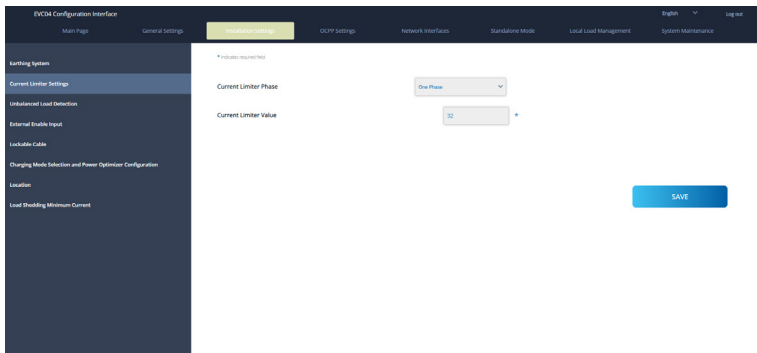 EVC04 Configuration Interface
English
Log out
Main Page
General Settings
Installation Settings
OCPP Settings
Network Interfaces
Standalone Mode
Local Load Management
System Maintenance
* indicates required field.
Earthing System
Current Limiter Settings
Unbalanced Load Detection
External Enable Input
Lockable Cable
Charging Mode Selection and Power Optimizer Configuration
Location
Load Shedding Minimum Current
Current Limiter Phase
One Phase
Current Limiter Value
32
*
SAVE